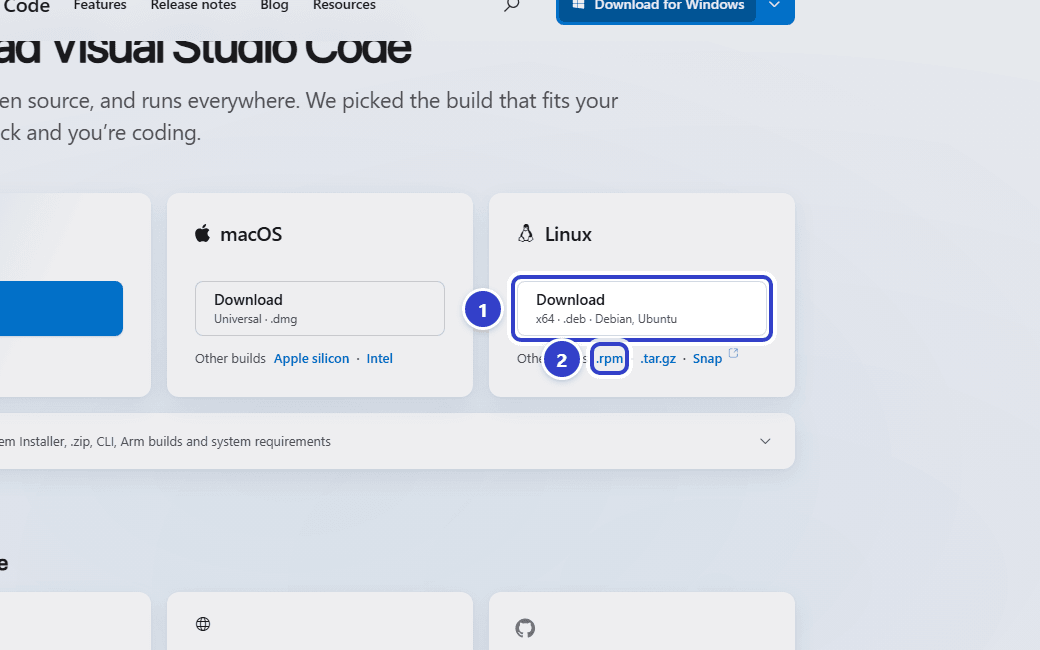 Code Features Release notes Blog Resources Download for Windows
ad Visual Studio Code
en source, and runs everywhere. We picked the build that fits your
ck and you’re coding.
macOS
Download
Universal · .dmg
Other builds Apple silicon · Intel
Linux
1
Download
x64 · .deb · Debian, Ubuntu
2 .rpm .tar.gz · Snap
em Installer, .zip, CLI, Arm builds and system requirements
e